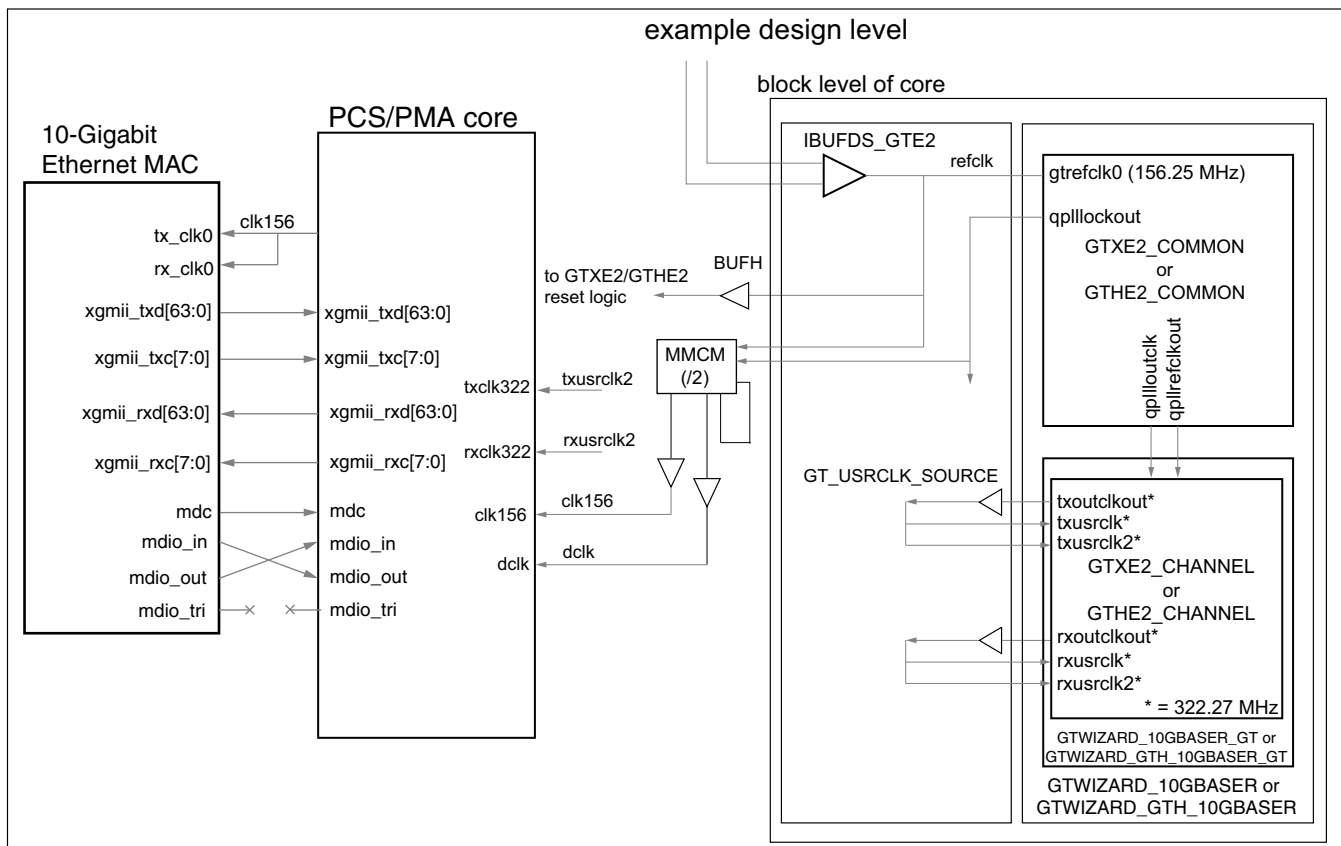 example design level
block level of core
10-Gigabit
Ethernet MAC
tx_clk0
rx_clk0
xgmii_txd[63:0]
xgmii_txc[7:0]
xgmii_rxd[63:0]
xgmii_rxc[7:0]
mdc
mdio_in
mdio_out
mdio_tri
clk156
PCS/PMA core
xgmii_txd[63:0]
xgmii_txc[7:0]
xgmii_rxd[63:0]
xgmii_rxc[7:0]
mdc
mdio_in
mdio_out
mdio_tri
txclk322
rxclk322
clk156
dclk
txusrclk2
rxusrclk2
clk156
dclk
to GTXE2/GTHE2
reset logic
BUFH
MMCM
(/2)
IBUFDS_GTE2
refclk
GT_USRCLK_SOURCE
gtrefclk0 (156.25 MHz)
qplllockout
GTXE2_COMMON
or
GTHE2_COMMON
qplloutclk
qpllrefclkout
txoutclkout*
txusrclk*
txusrclk2*
GTXE2_CHANNEL
or
GTHE2_CHANNEL
rxoutclkout*
rxusrclk*
rxusrclk2*
* = 322.27 MHz
GTWIZARD_10GBASER_GT or
GTWIZARD_GTH_10GBASER_GT
GTWIZARD_10GBASER or
GTWIZARD_GTH_10GBASER